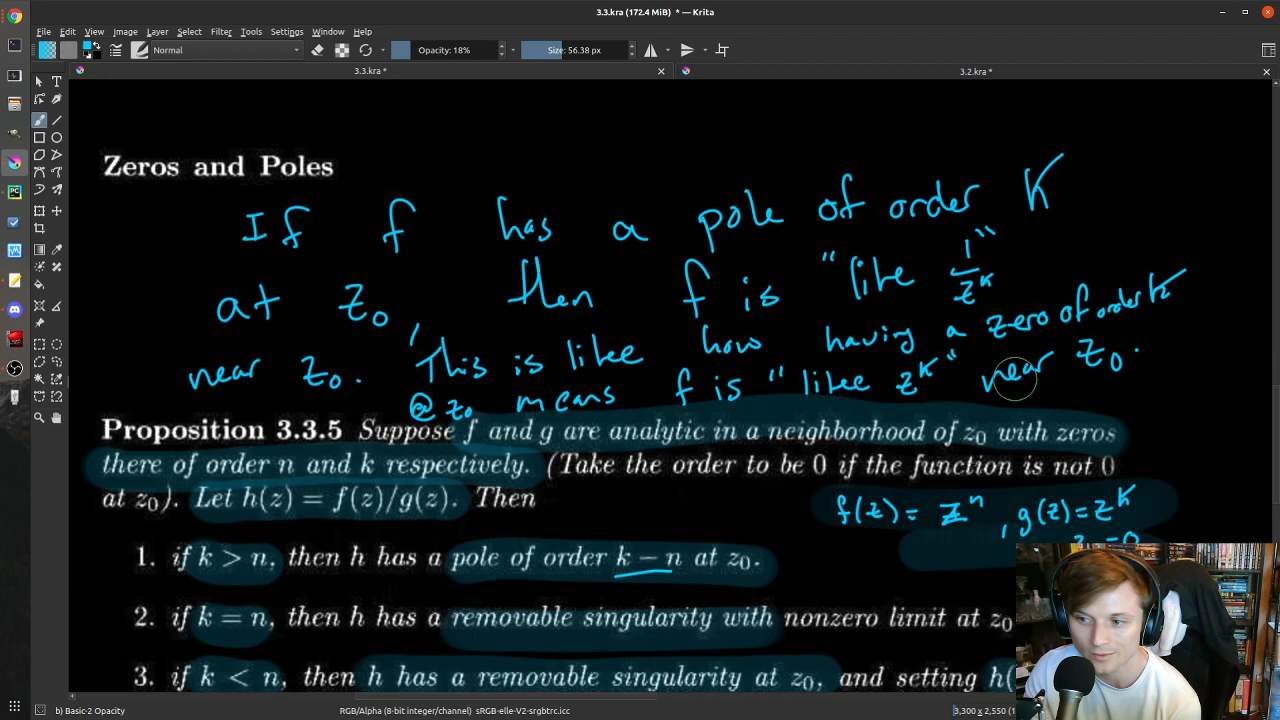 3.3.kra (172.4 MiB) * — Krita
File Edit View Image Layer Select Filter Tools Settings Window Help
Normal Opacity: 18% Size: 56.38 px
3.3.kra * 3.2.kra *
Zeros and Poles
If f has a pole of order K
at z₀, then f is "like 1/z^K"
near z₀. This is like how having a zero of order K
@ z₀ means f is "like z^K" near z₀.
Proposition 3.3.5 Suppose f and g are analytic in a neighborhood of z₀ with zeros
there of order n and k respectively. (Take the order to be 0 if the function is not 0
at z₀). Let h(z) = f(z)/g(z). Then
f(z) = z^n, g(z) = z^K
1. if k > n, then h has a pole of order k − n at z₀.
2. if k = n, then h has a removable singularity with nonzero limit at z₀
3. if k < n, then h has a removable singularity at z₀, and setting h(
b) Basic-2 Opacity RGB/Alpha (8-bit integer/channel) sRGB-elle-V2-srgbtrc.icc 3,300 x 2,550 (1